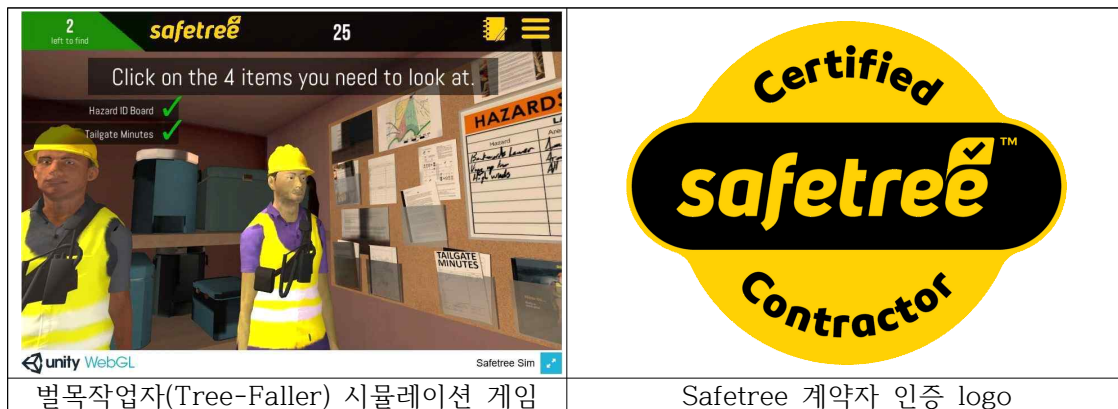 2
left to find
safetree
25
Click on the 4 items you need to look at.
Hazard ID Board
Tailgate Minutes
HAZARDS
Hazard
TAILGATE
MINUTES
unity WebGL
Safetree Sim
벌목작업자(Tree-Faller) 시뮬레이션 게임
Certified
safetree™
Contractor
Safetree 계약자 인증 logo